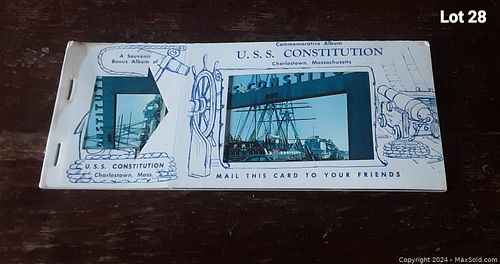 Lot 28
A Souvenir
Bonus Album of
Commemorative Album
U.S.S. CONSTITUTION
Charlestown, Massachusetts
CONSTITU
U.S.S. CONSTITUTION
Charlestown, Mass.
MAIL THIS CARD TO YOUR FRIENDS
Copyright 2024 - MaxSold.com